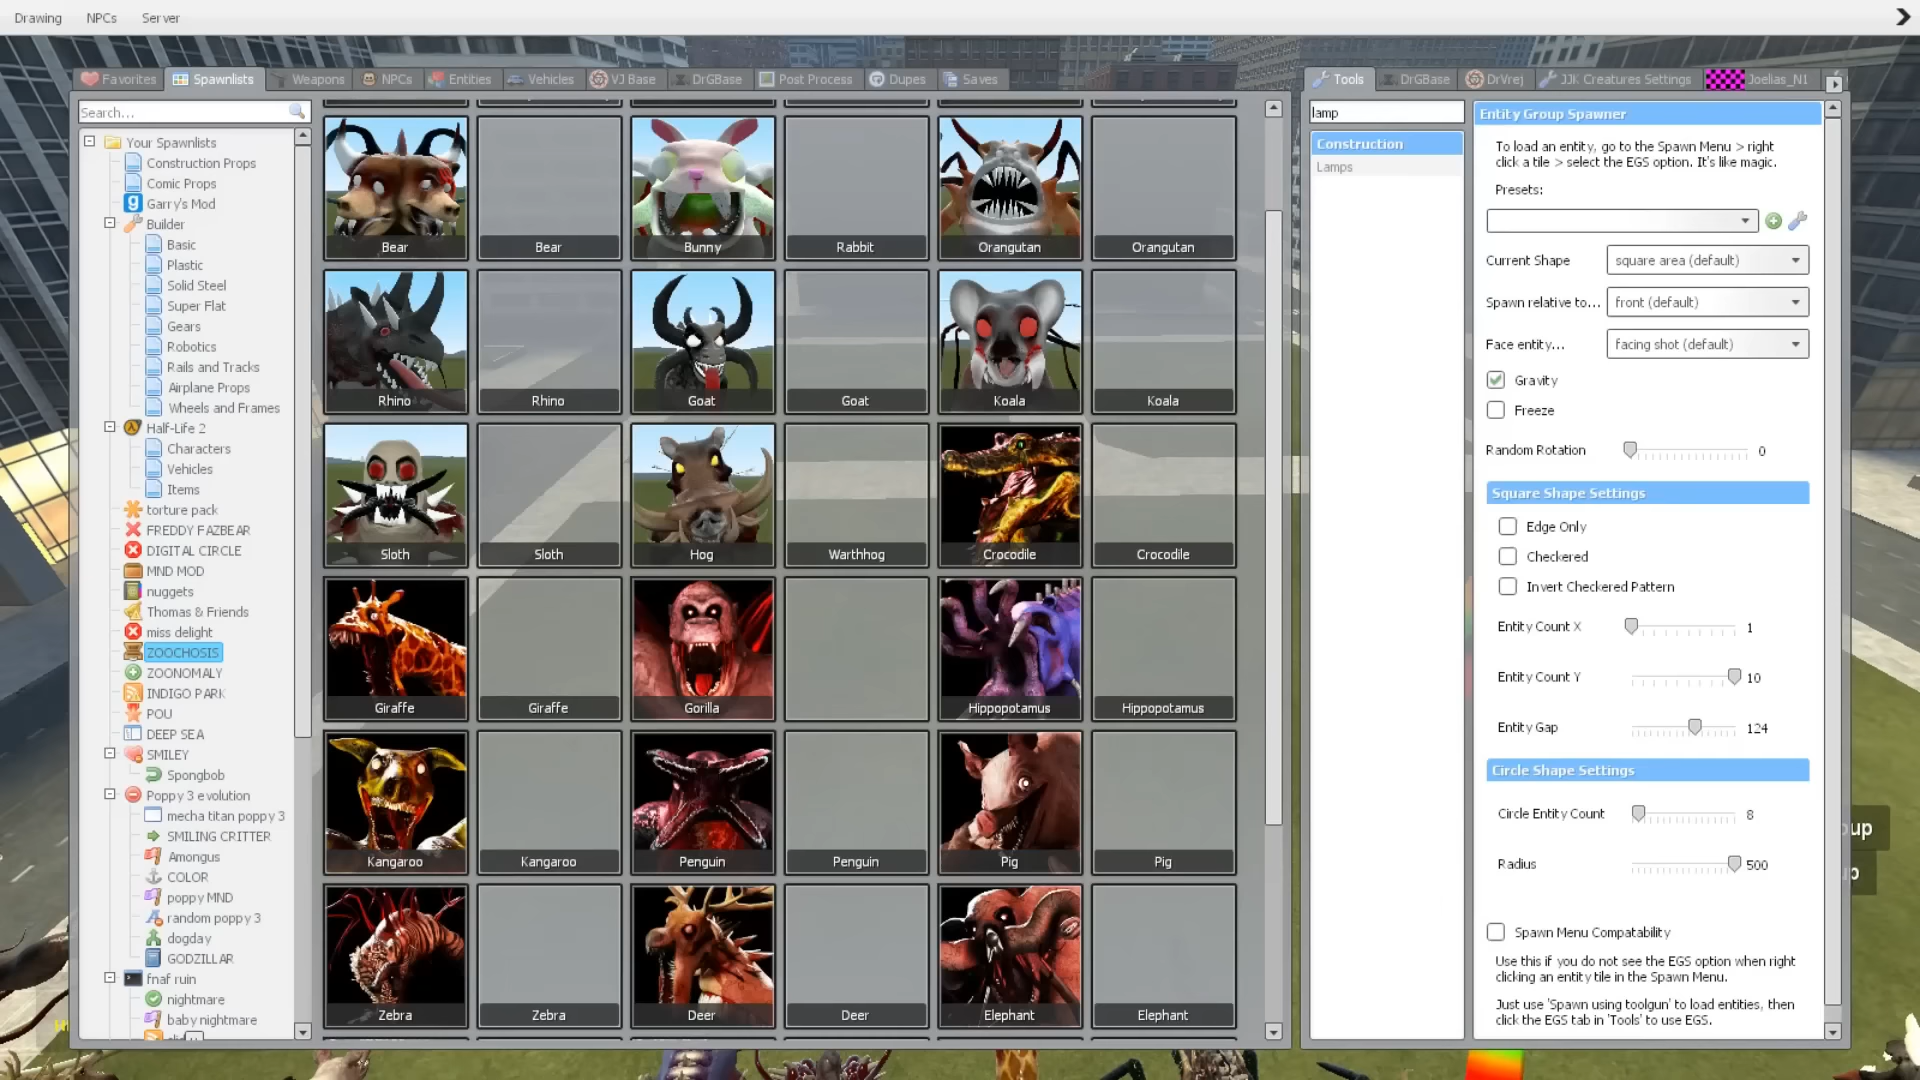 Drawing NPCs Server
Favorites Spawnlists Weapons NPCs Entities Vehicles VJ Base DrGBase Post Process Dupes Saves
Tools DrGBase DrVrej JJK Creatures Settings Joelias_N1
Search...
Your Spawnlists
Construction Props
Comic Props
Garry's Mod
Builder
Basic
Plastic
Solid Steel
Super Flat
Gears
Robotics
Rails and Tracks
Airplane Props
Wheels and Frames
Half-Life 2
Characters
Vehicles
Items
torture pack
FREDDY FAZBEAR
DIGITAL CIRCLE
MND MOD
nuggets
Thomas & Friends
miss delight
ZOOCHOSIS
ZOONOMALY
INDIGO PARK
POU
DEEP SEA
SMILEY
Spongbob
Poppy 3 evolution
mecha titan poppy 3
SMILING CRITTER
Amongus
COLOR
poppy MND
random poppy 3
dogday
GODZILLAR
fnaf ruin
nightmare
baby nightmare
Bear Bear Bunny Rabbit Orangutan Orangutan
Rhino Rhino Goat Goat Koala Koala
Sloth Sloth Hog Warthhog Crocodile Crocodile
Giraffe Giraffe Gorilla Hippopotamus Hippopotamus
Kangaroo Kangaroo Penguin Penguin Pig Pig
Zebra Zebra Deer Deer Elephant Elephant
lamp
Construction
Lamps
Entity Group Spawner
To load an entity, go to the Spawn Menu > right
click a tile > select the EGS option. It's like magic.
Presets:
Current Shape square area (default)
Spawn relative to... front (default)
Face entity... facing shot (default)
Gravity
Freeze
Random Rotation 0
Square Shape Settings
Edge Only
Checkered
Invert Checkered Pattern
Entity Count X 1
Entity Count Y 10
Entity Gap 124
Circle Shape Settings
Circle Entity Count 8
Radius 500
Spawn Menu Compatability
Use this if you do not see the EGS option when right
clicking an entity tile in the Spawn Menu.
Just use 'Spawn using toolgun' to load entities, then
click the EGS tab in 'Tools' to use EGS.